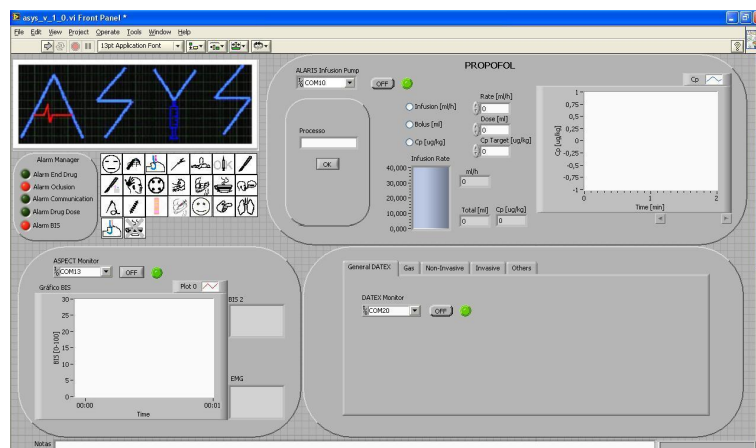 asys_v_1_0.vi Front Panel *
File Edit View Project Operate Tools Window Help
13pt Application Font
ASYS
Alarm Manager
Alarm End Drug
Alarm Oclusion
Alarm Communication
Alarm Drug Dose
Alarm BIS
PROPOFOL
ALARIS Infusion Pump
COM10
OFF
Processo
OK
Infusion [ml/h]
Bolus [ml]
Cp [ug/kg]
Rate [ml/h]
0
Dose [ml]
0
Cp Target [ug/kg]
0
Infusion Rate
40,000
30,000
20,000
10,000
0,000
ml/h
0
Total [ml] Cp [ug/kg]
0 0
Cp
1
0,75
0,5
0,25
0
-0,25
-0,5
-0,75
-1
Cp [ug/kg]
0 1 2
Time [min]
ASPECT Monitor
COM13
OFF
Gráfico BIS
Plot 0
30
25
20
15
10
5
0
BIS [0-100]
00:00 00:01
Time
BIS 2
EMG
General DATEX Gas Non-Invasive Invasive Others
DATEX Monitor
COM20
OFF
Notas